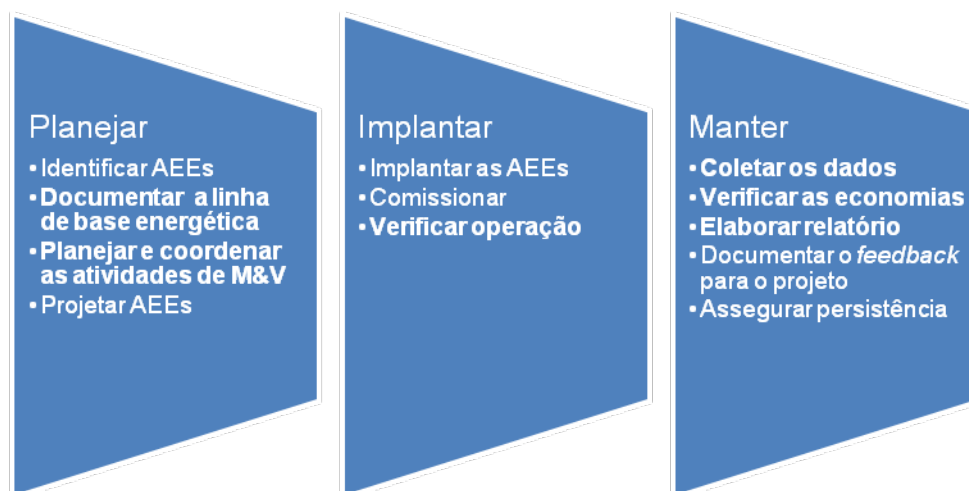 Planejar
• Identificar AEEs
• Documentar a linha
de base energética
• Planejar e coordenar
as atividades de M&V
• Projetar AEEs
Implantar
• Implantar as AEEs
• Comissionar
• Verificar operação
Manter
• Coletar os dados
• Verificar as economias
• Elaborar relatório
• Documentar o feedback
para o projeto
• Assegurar persistência